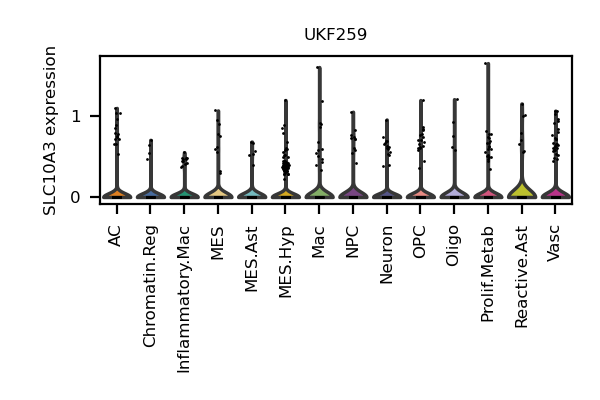 UKF259
SLC10A3 expression
1
0
AC
Chromatin.Reg
Inflammatory.Mac
MES
MES.Ast
MES.Hyp
Mac
NPC
Neuron
OPC
Oligo
Prolif.Metab
Reactive.Ast
Vasc